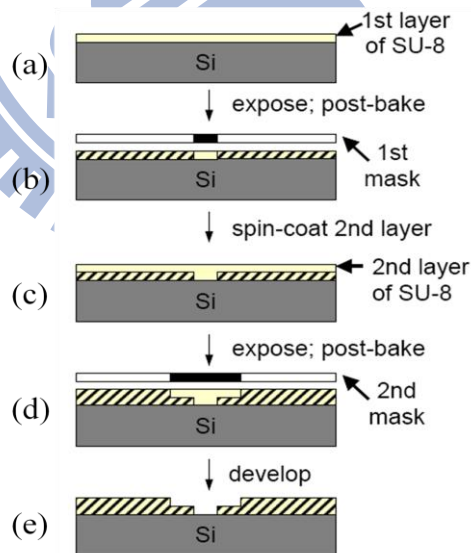 1st layer
of SU-8
(a)
Si
expose; post-bake
(b)
Si
1st
mask
spin-coat 2nd layer
(c)
Si
2nd layer
of SU-8
expose; post-bake
(d)
Si
2nd
mask
develop
(e)
Si